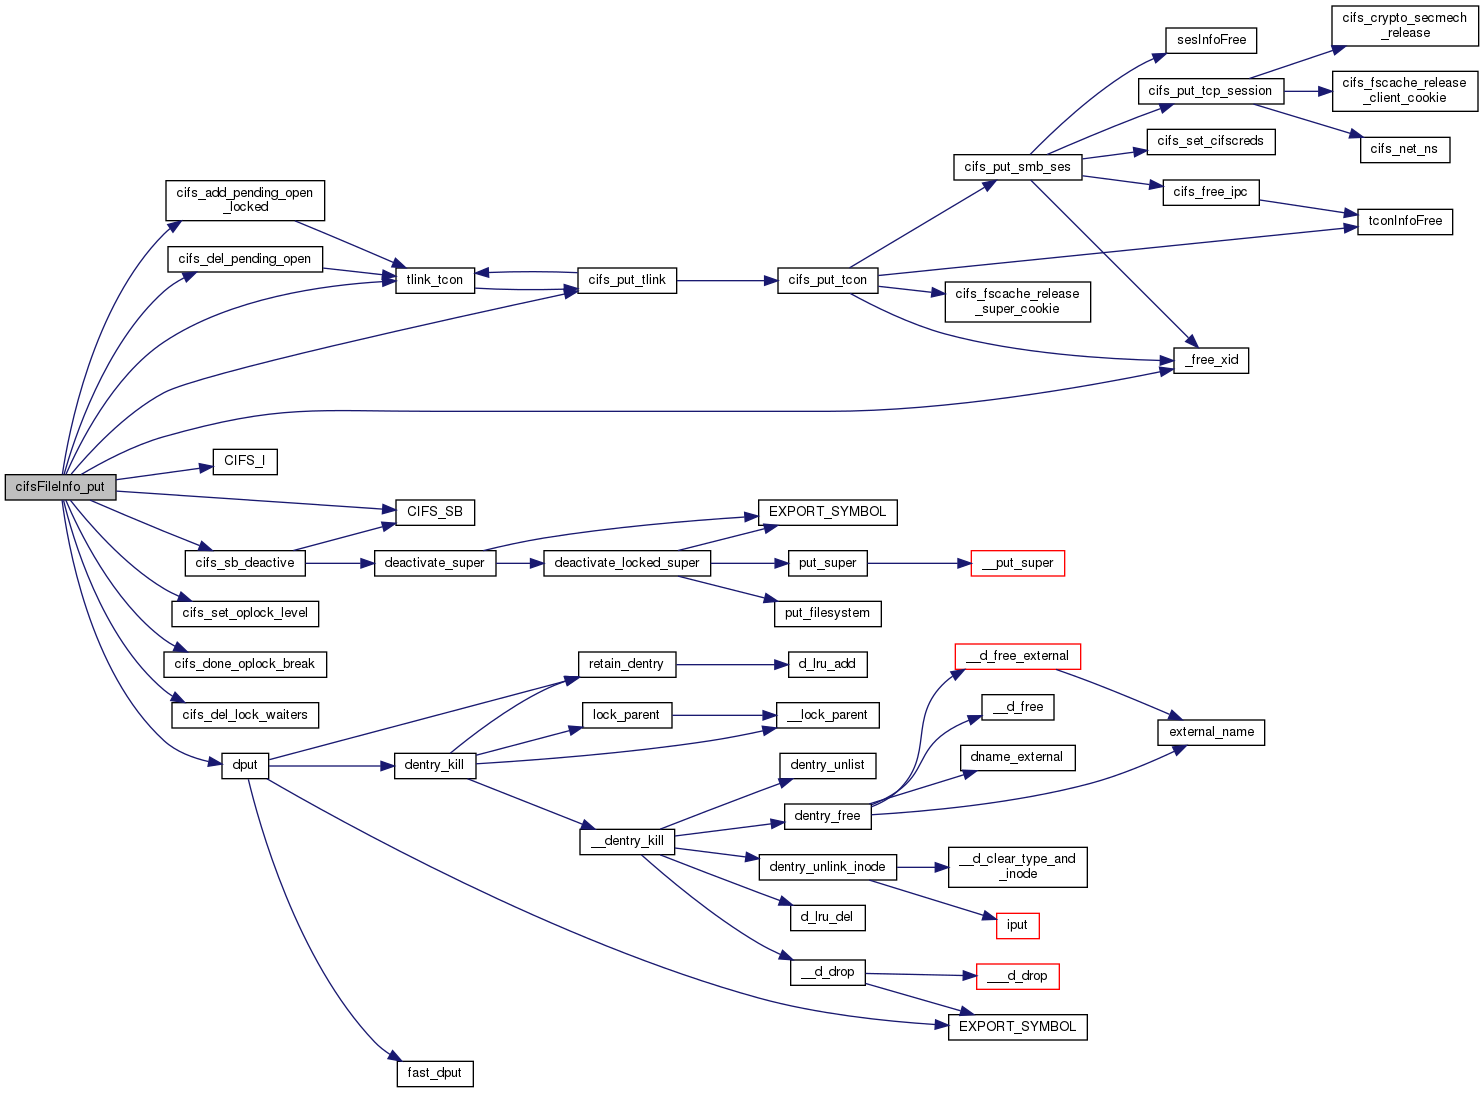 cifs_crypto_secmech
_release
sesInfoFree
cifs_put_tcp_session
cifs_fscache_release
_client_cookie
cifs_set_cifscreds
cifs_net_ns
cifs_put_smb_ses
cifs_free_ipc
cifs_add_pending_open
_locked
tconInfoFree
cifs_del_pending_open
tlink_tcon
cifs_put_tlink
cifs_put_tcon
cifs_fscache_release
_super_cookie
_free_xid
CIFS_I
cifsFileInfo_put
CIFS_SB
EXPORT_SYMBOL
cifs_sb_deactive
deactivate_super
deactivate_locked_super
put_super
__put_super
cifs_set_oplock_level
put_filesystem
cifs_done_oplock_break
retain_dentry
d_lru_add
__d_free_external
cifs_del_lock_waiters
lock_parent
__lock_parent
__d_free
external_name
dput
dentry_kill
dentry_unlist
dname_external
dentry_free
__dentry_kill
dentry_unlink_inode
__d_clear_type_and
_inode
d_lru_del
iput
__d_drop
___d_drop
EXPORT_SYMBOL
fast_dput